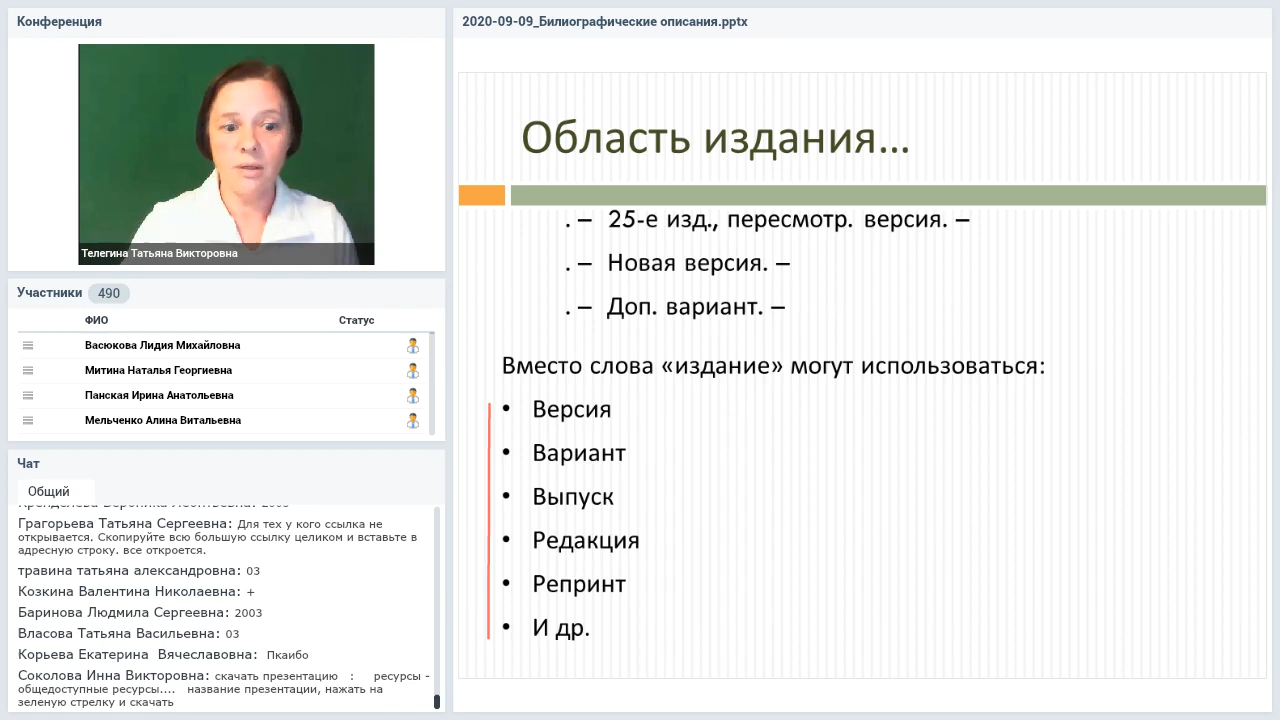 Конференция
Телегина Татьяна Викторовна
Участники 490
ФИО Статус
Васюкова Лидия Михайловна
Митина Наталья Георгиевна
Панская Ирина Анатольевна
Мельченко Алина Витальевна
Чат
Общий
Грагорьева Татьяна Сергеевна: Для тех у кого ссылка не
открывается. Скопируйте всю большую ссылку целиком и вставьте в
адресную строку. все откроется.
травина татьяна александровна: 03
Козкина Валентина Николаевна: +
Баринова Людмила Сергеевна: 2003
Власова Татьяна Васильевна: 03
Корьева Екатерина Вячеславовна: Пкаибо
Соколова Инна Викторовна: скачать презентацию : ресурсы -
общедоступные ресурсы.... название презентации, нажать на
зеленую стрелку и скачать
2020-09-09_Билиографические описания.pptx
Область издания...
. – 25-е изд., пересмотр. версия. –
. – Новая версия. –
. – Доп. вариант. –
Вместо слова «издание» могут использоваться:
• Версия
• Вариант
• Выпуск
• Редакция
• Репринт
• И др.